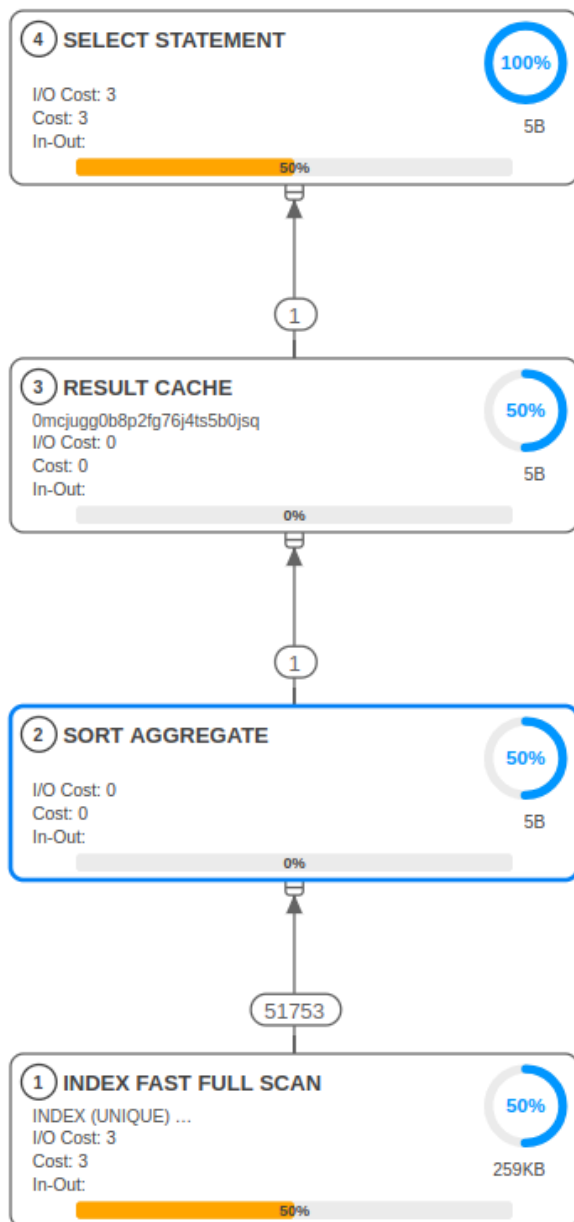 4 SELECT STATEMENT
100%
I/O Cost: 3
Cost: 3
5B
In-Out:
50%
1
3 RESULT CACHE
0mcjugg0b8p2fg76j4ts5b0jsq
50%
I/O Cost: 0
Cost: 0
5B
In-Out:
0%
1
2 SORT AGGREGATE
50%
I/O Cost: 0
Cost: 0
5B
In-Out:
0%
51753
1 INDEX FAST FULL SCAN
INDEX (UNIQUE) ...
50%
I/O Cost: 3
Cost: 3
259KB
In-Out:
50%